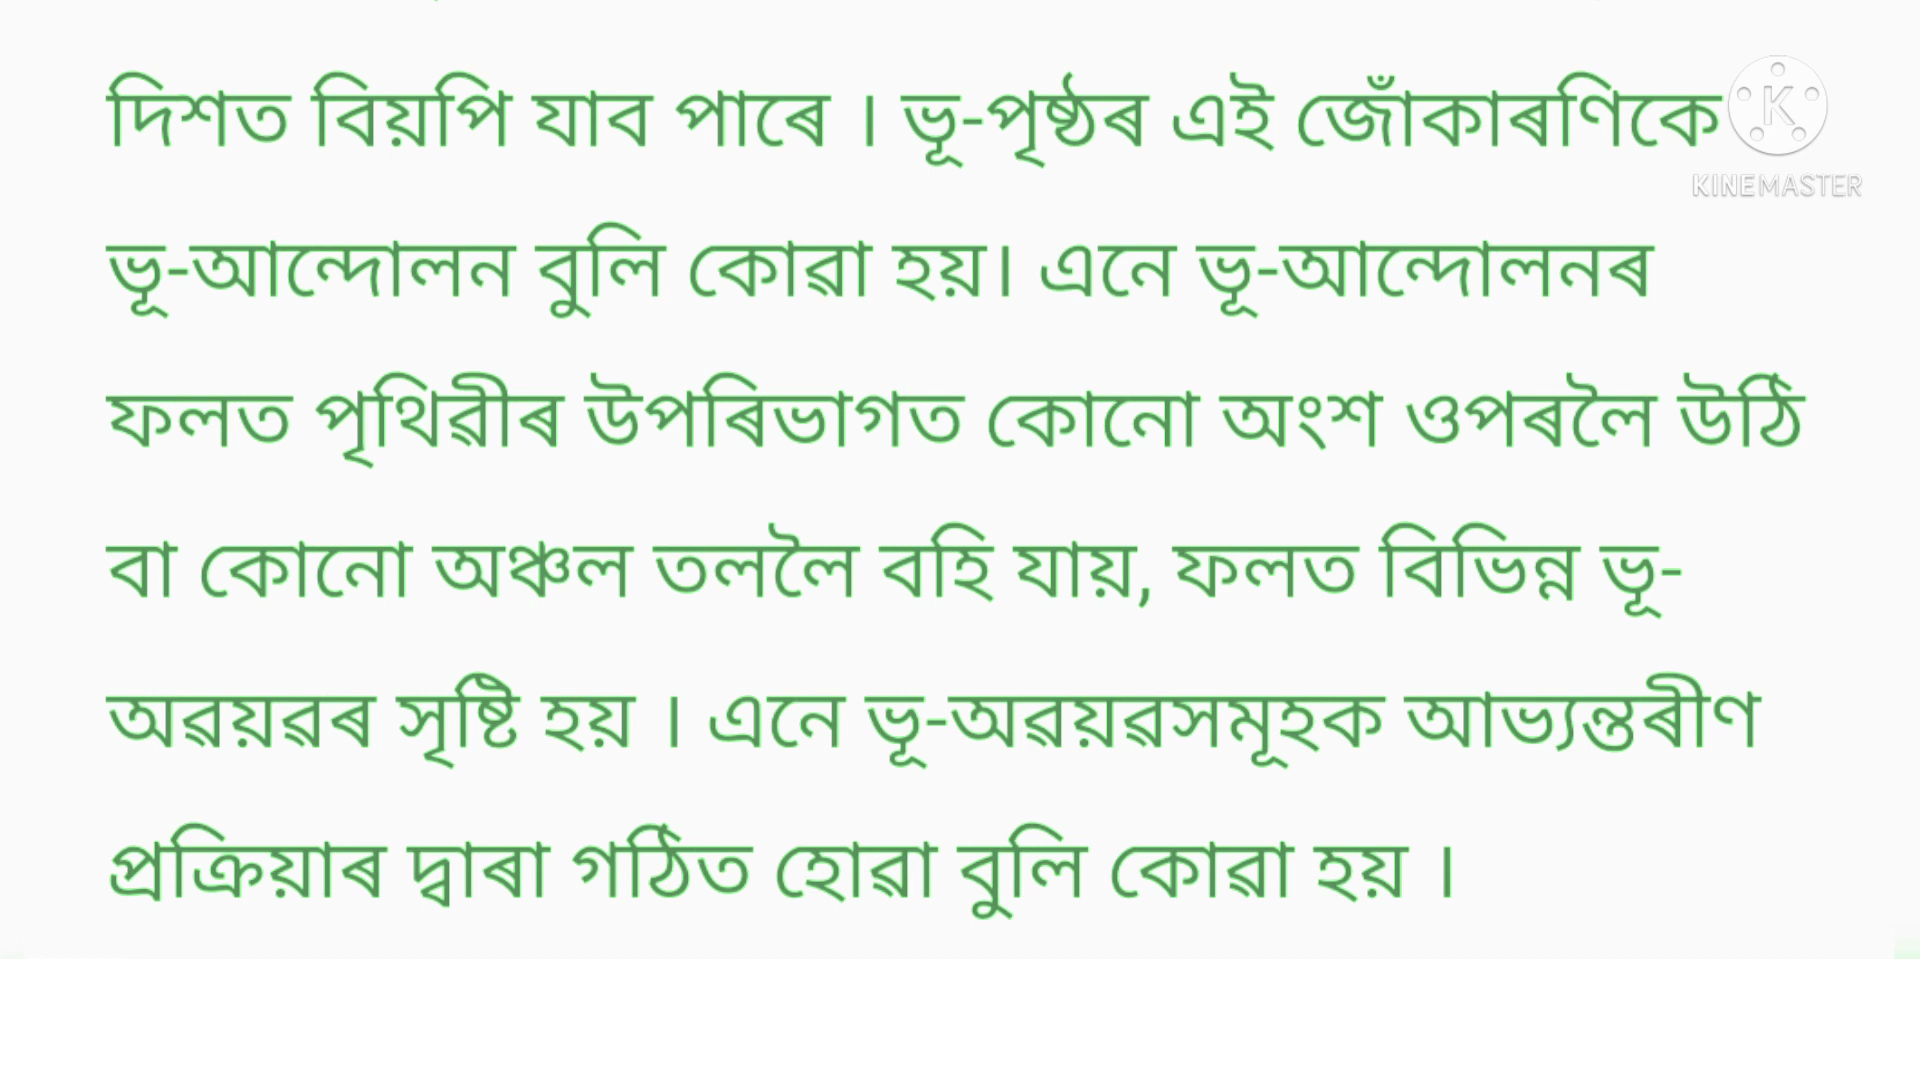 দিশত বিয়পি যাব পাৰে । ভূ-পৃষ্ঠৰ এই জোঁকাৰণিকে
KINEMASTER
ভূ-আন্দোলন বুলি কোৱা হয়। এনে ভূ-আন্দোলনৰ
ফলত পৃথিৱীৰ উপৰিভাগত কোনো অংশ ওপৰলৈ উঠি
বা কোনো অঞ্চল তললৈ বহি যায়, ফলত বিভিন্ন ভূ-
অৱয়ৱৰ সৃষ্টি হয় । এনে ভূ-অৱয়ৱসমূহক আভ্যন্তৰীণ
প্ৰক্ৰিয়াৰ দ্বাৰা গঠিত হোৱা বুলি কোৱা হয় ।